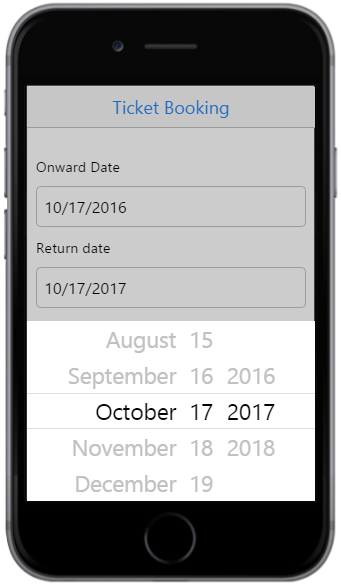 Ticket Booking
Onward Date
10/17/2016
Return date
10/17/2017
August 15
September 16 2016
October 17 2017
November 18 2018
December 19